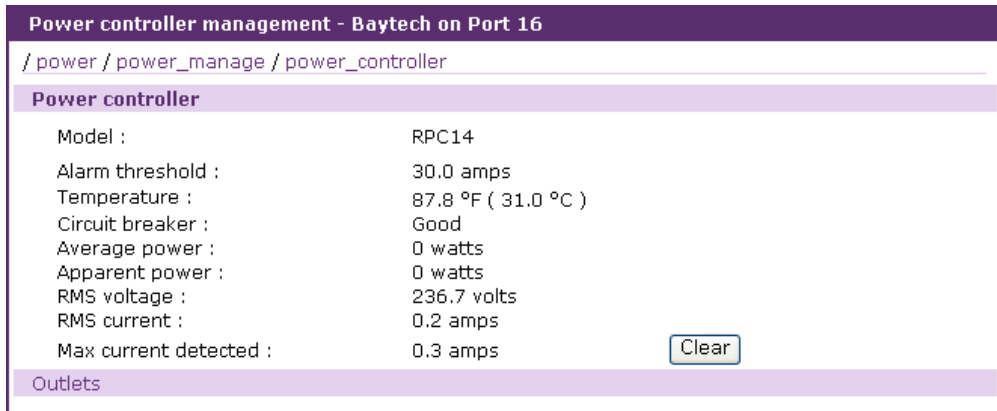 Power controller management - Baytech on Port 16
/ power / power_manage / power_controller
Power controller
Model : RPC14
Alarm threshold : 30.0 amps
Temperature : 87.8 ºF ( 31.0 ºC )
Circuit breaker : Good
Average power : 0 watts
Apparent power : 0 watts
RMS voltage : 236.7 volts
RMS current : 0.2 amps
Max current detected : 0.3 amps Clear
Outlets